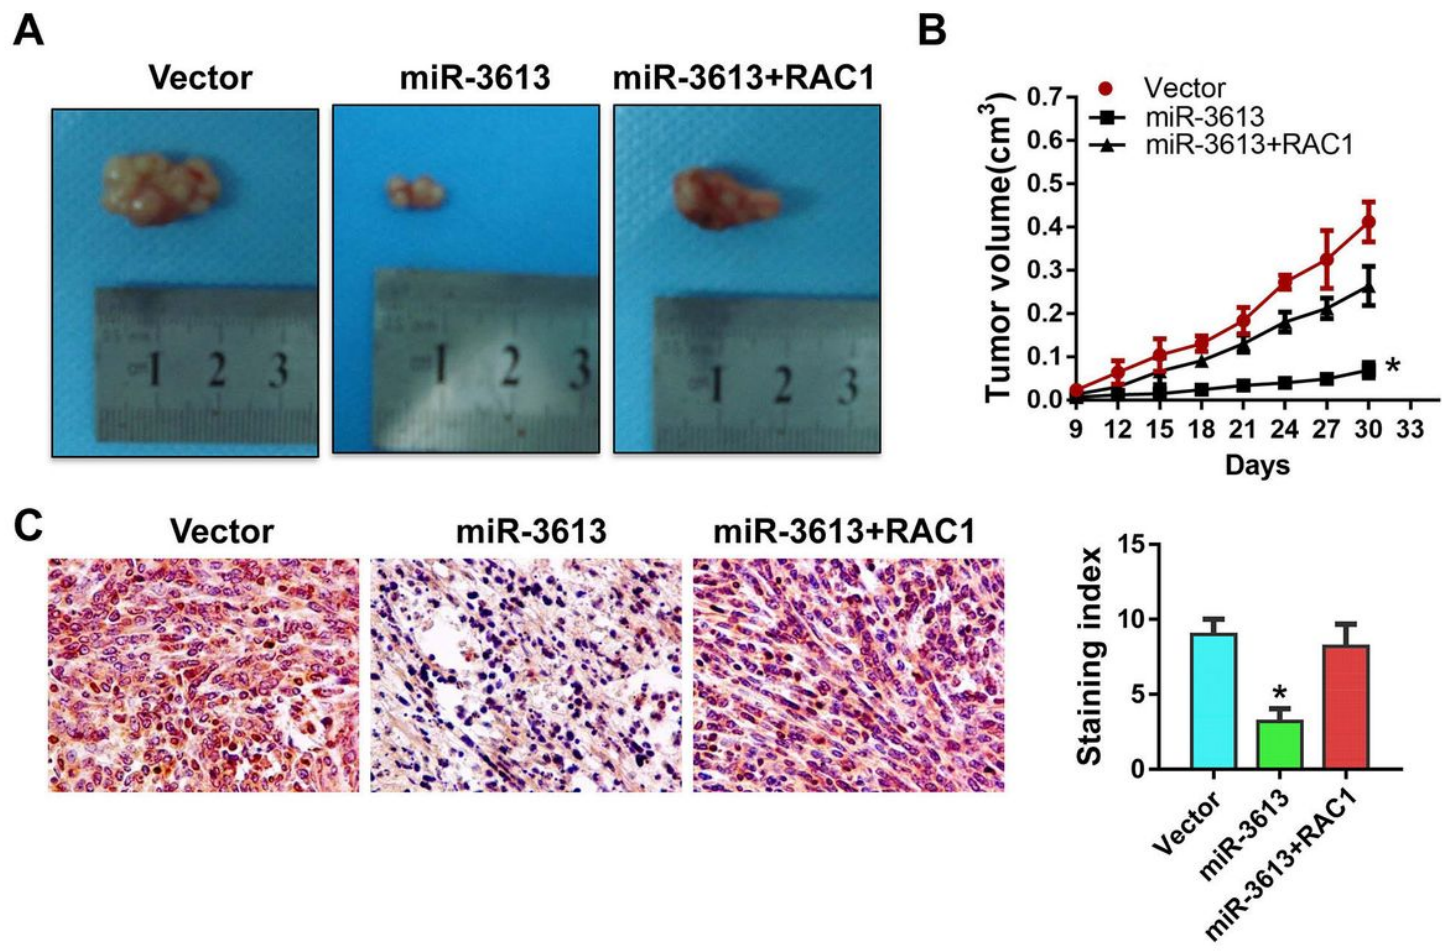 A
Vector
miR-3613
miR-3613+RAC1
cm 1 2 3
1 2 3
cm 1 2 3
B
Vector
miR-3613
miR-3613+RAC1
Tumor volume(cm³)
0.7
0.6
0.5
0.4
0.3
0.2
0.1
0.0
*
9 12 15 18 21 24 27 30 33
Days
C
Vector
miR-3613
miR-3613+RAC1
Staining index
15
10
5
0
*
Vector
miR-3613
miR-3613+RAC1